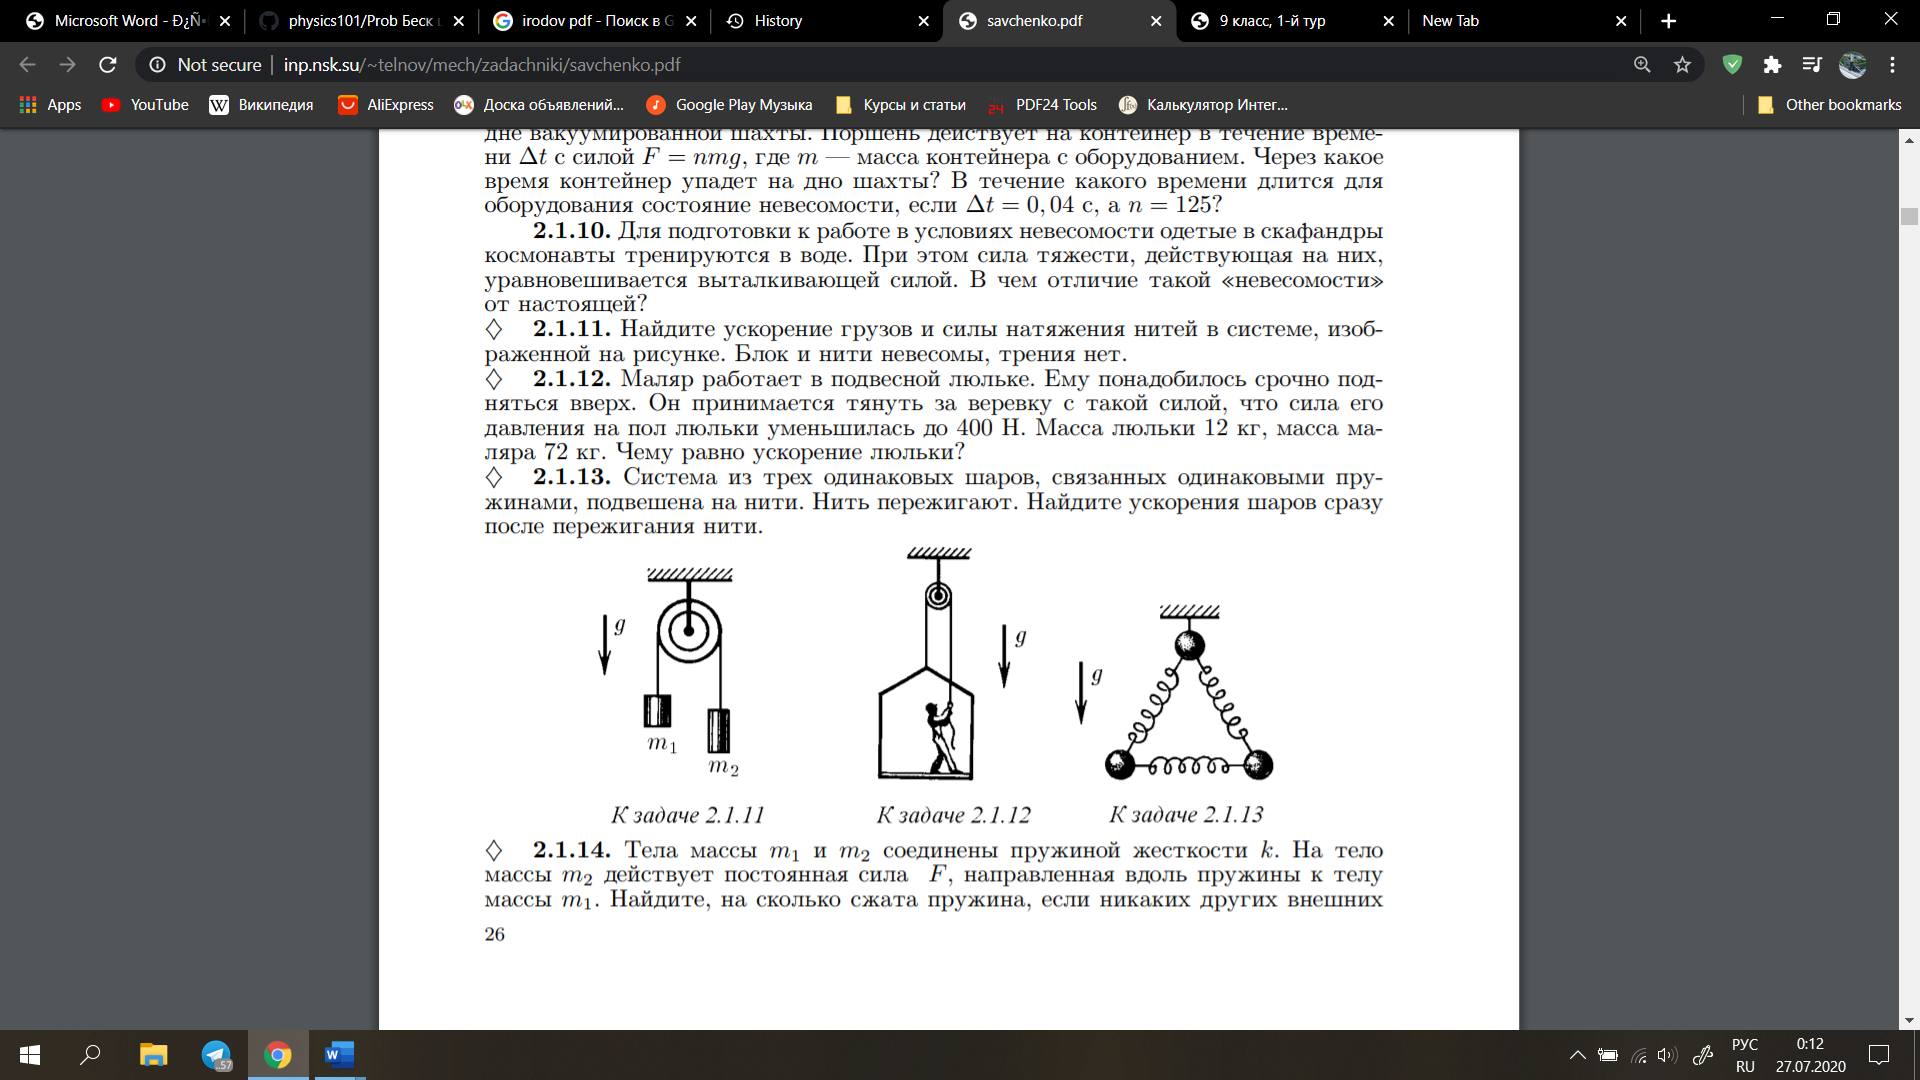 Microsoft Word - Ð¿Ñ•
physics101/Prob Беск ц
irodov pdf - Поиск в G
History
savchenko.pdf
9 класс, 1-й тур
New Tab
Not secure | inp.nsk.su/~telnov/mech/zadachniki/savchenko.pdf
Apps
YouTube
Википедия
AliExpress
Доска объявлений...
Google Play Музыка
Курсы и статьи
PDF24 Tools
Калькулятор Интег...
Other bookmarks
дне вакуумированной шахты. Поршень действует на контейнер в течение време-
ни Δt с силой F = nmg, где m — масса контейнера с оборудованием. Через какое
время контейнер упадет на дно шахты? В течение какого времени длится для
оборудования состояние невесомости, если Δt = 0,04 с, а n = 125?
2.1.10. Для подготовки к работе в условиях невесомости одетые в скафандры
космонавты тренируются в воде. При этом сила тяжести, действующая на них,
уравновешивается выталкивающей силой. В чем отличие такой «невесомости»
от настоящей?
♢ 2.1.11. Найдите ускорение грузов и силы натяжения нитей в системе, изоб-
раженной на рисунке. Блок и нити невесомы, трения нет.
♢ 2.1.12. Маляр работает в подвесной люльке. Ему понадобилось срочно под-
няться вверх. Он принимается тянуть за веревку с такой силой, что сила его
давления на пол люльки уменьшилась до 400 Н. Масса люльки 12 кг, масса ма-
ляра 72 кг. Чему равно ускорение люльки?
♢ 2.1.13. Система из трех одинаковых шаров, связанных одинаковыми пру-
жинами, подвешена на нити. Нить пережигают. Найдите ускорения шаров сразу
после пережигания нити.
g
m₁
m₂
g
g
К задаче 2.1.11
К задаче 2.1.12
К задаче 2.1.13
♢ 2.1.14. Тела массы m₁ и m₂ соединены пружиной жесткости k. На тело
массы m₂ действует постоянная сила F, направленная вдоль пружины к телу
массы m₁. Найдите, на сколько сжата пружина, если никаких других внешних
26
24
W
.57
РУС
RU
0:12
27.07.2020